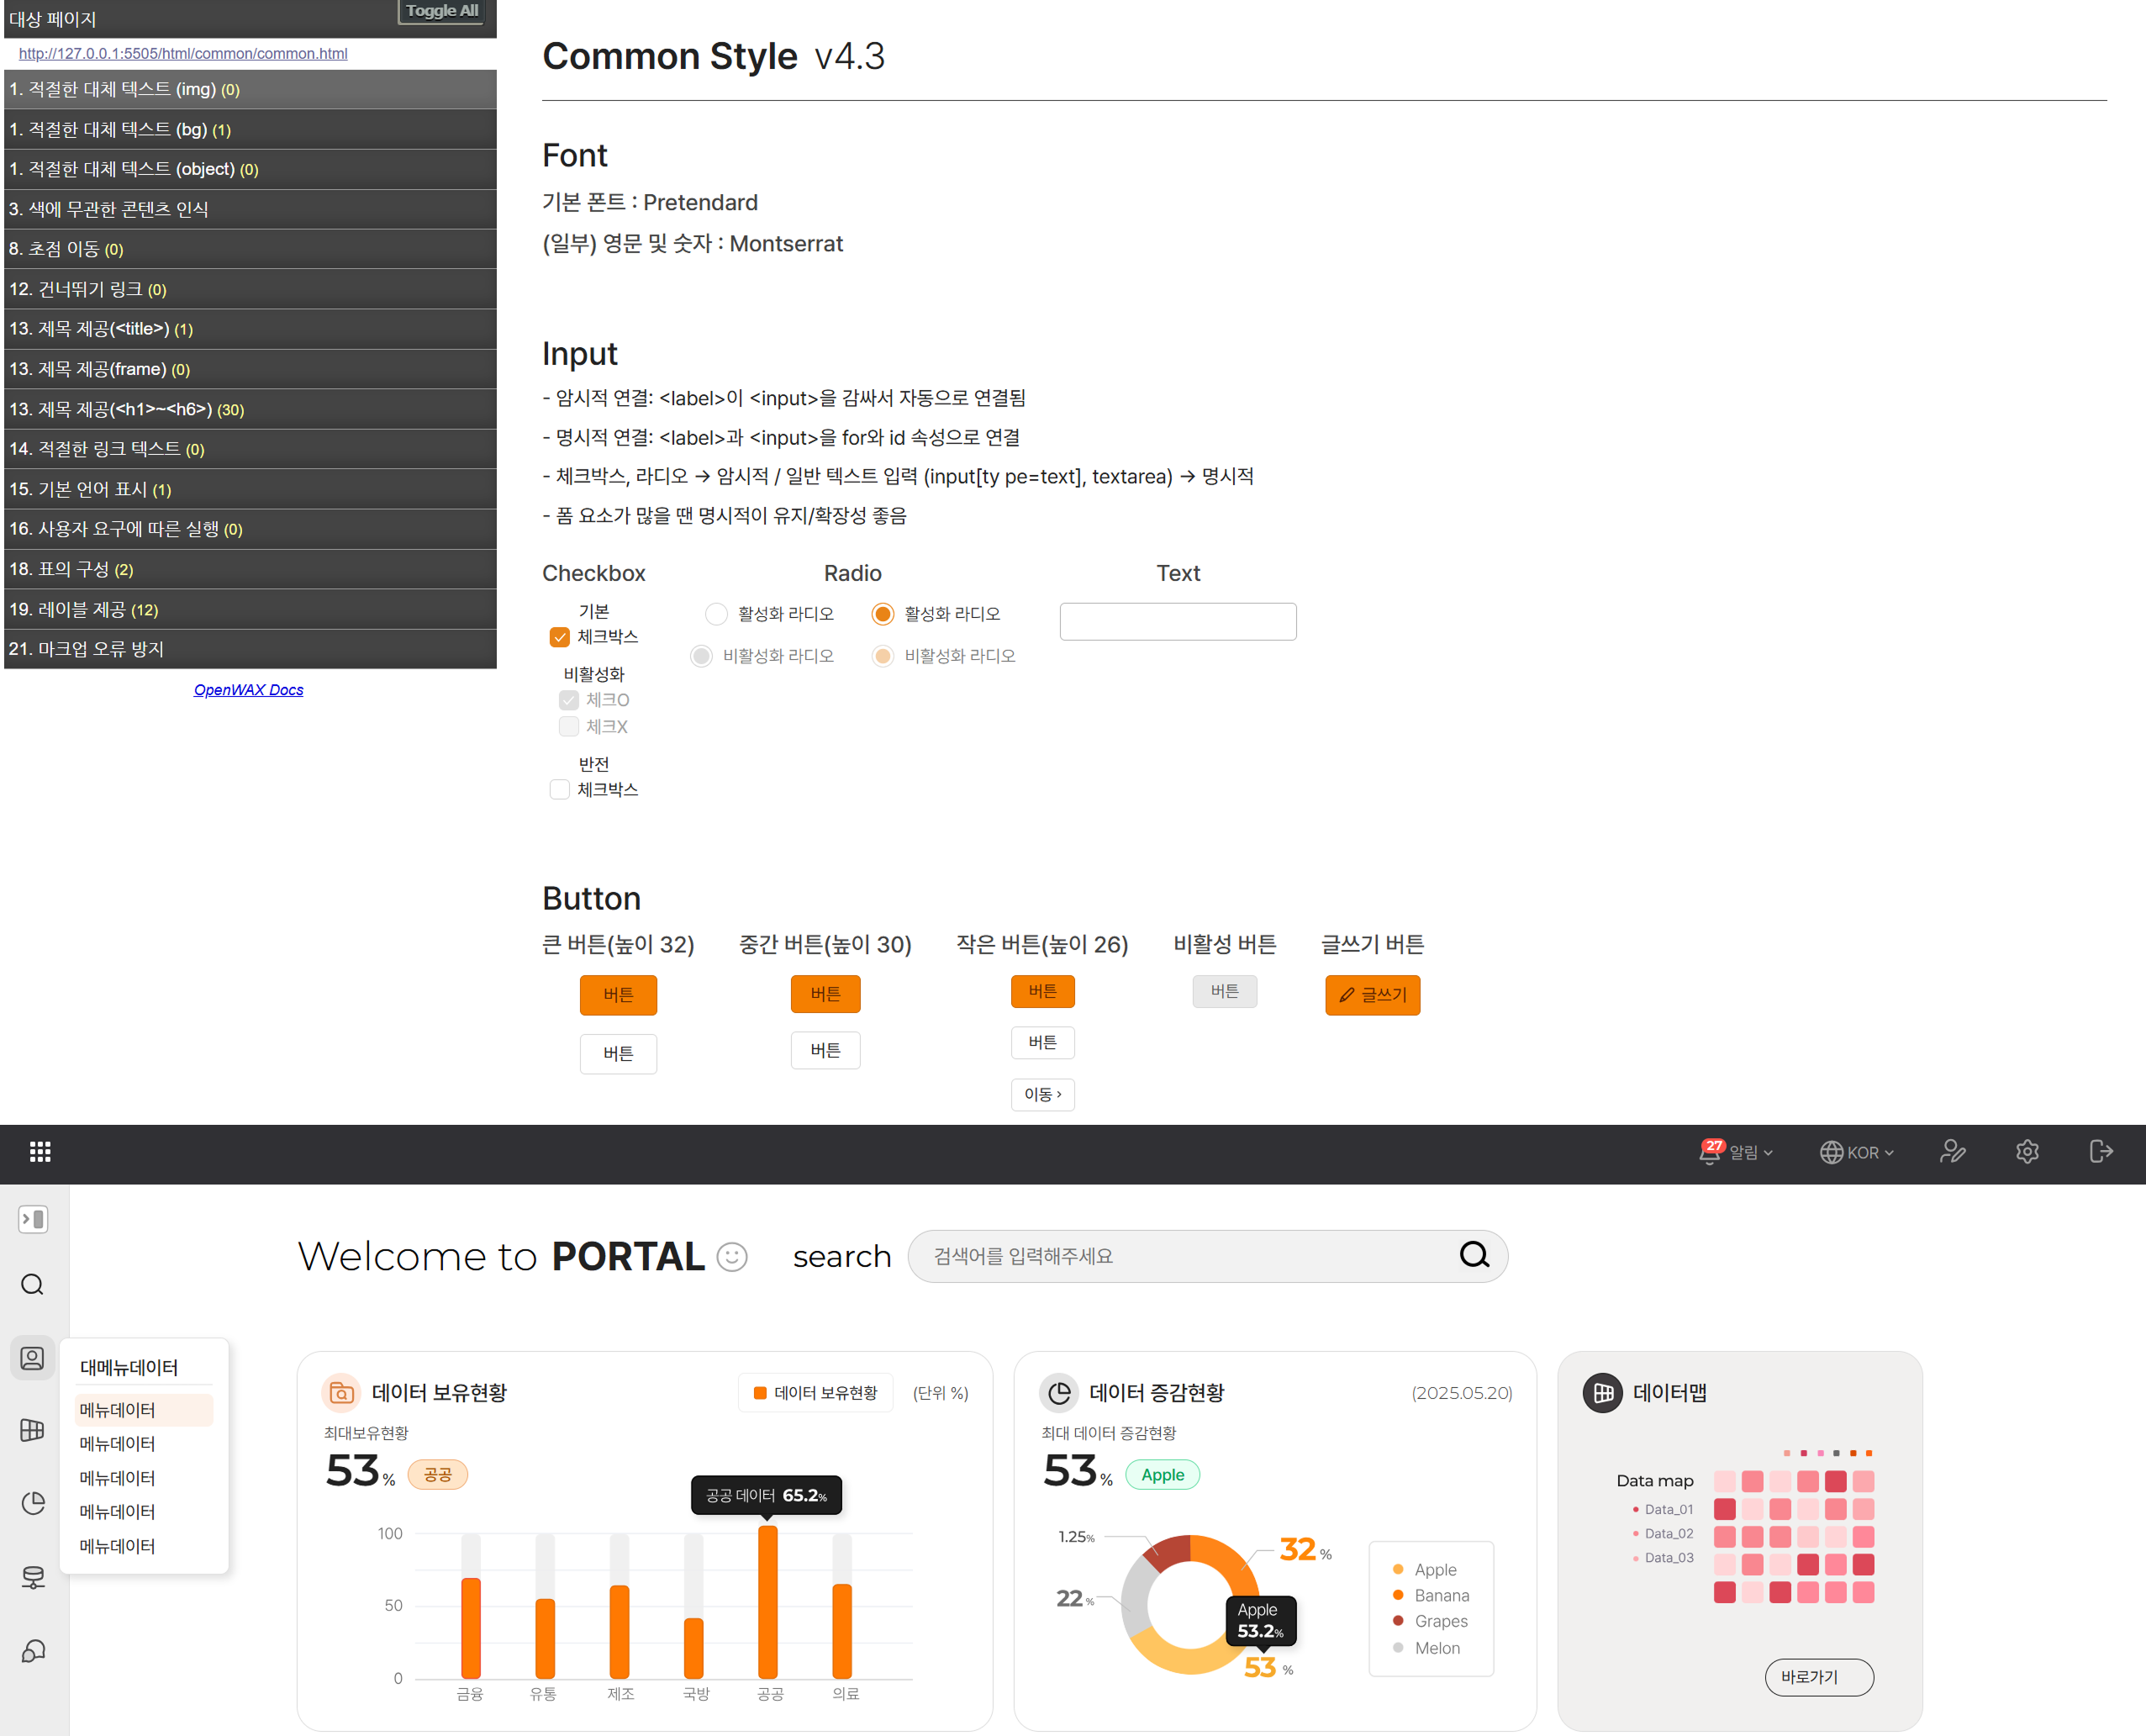 대상 페이지
Toggle All
http://127.0.0.1:5505/html/common/common.html
1. 적절한 대체 텍스트 (img) (0)
1. 적절한 대체 텍스트 (bg) (1)
1. 적절한 대체 텍스트 (object) (0)
3. 색에 무관한 콘텐츠 인식
8. 초점 이동 (0)
12. 건너뛰기 링크 (0)
13. 제목 제공(<title>) (1)
13. 제목 제공(frame) (0)
13. 제목 제공(<h1>~<h6>) (30)
14. 적절한 링크 텍스트 (0)
15. 기본 언어 표시 (1)
16. 사용자 요구에 따른 실행 (0)
18. 표의 구성 (2)
19. 레이블 제공 (12)
21. 마크업 오류 방지
OpenWAX Docs
Common Style v4.3
Font
기본 폰트 : Pretendard
(일부) 영문 및 숫자 : Montserrat
Input
- 암시적 연결: <label>이 <input>을 감싸서 자동으로 연결됨
- 명시적 연결: <label>과 <input>을 for와 id 속성으로 연결
- 체크박스, 라디오 → 암시적 / 일반 텍스트 입력 (input[ty pe=text], textarea) → 명시적
- 폼 요소가 많을 땐 명시적이 유지/확장성 좋음
Checkbox Radio Text
기본
체크박스
비활성화
체크O
체크X
반전
체크박스
활성화 라디오 활성화 라디오
비활성화 라디오 비활성화 라디오
Button
큰 버튼(높이 32) 중간 버튼(높이 30) 작은 버튼(높이 26) 비활성 버튼 글쓰기 버튼
버튼 버튼 버튼 버튼 글쓰기
버튼 버튼 버튼
이동 ›
27 알림 KOR
Welcome to PORTAL search 검색어를 입력해주세요
대메뉴데이터
메뉴데이터
메뉴데이터
메뉴데이터
메뉴데이터
메뉴데이터
데이터 보유현황 데이터 보유현황 (단위 %)
최대보유현황
53% 공공
공공 데이터 65.2%
100
50
0
금융 유통 제조 국방 공공 의료
데이터 증감현황 (2025.05.20)
최대 데이터 증감현황
53% Apple
1.25%
32 %
22 %
Apple
53.2%
53 %
Apple
Banana
Grapes
Melon
데이터맵
Data map
Data_01
Data_02
Data_03
바로가기